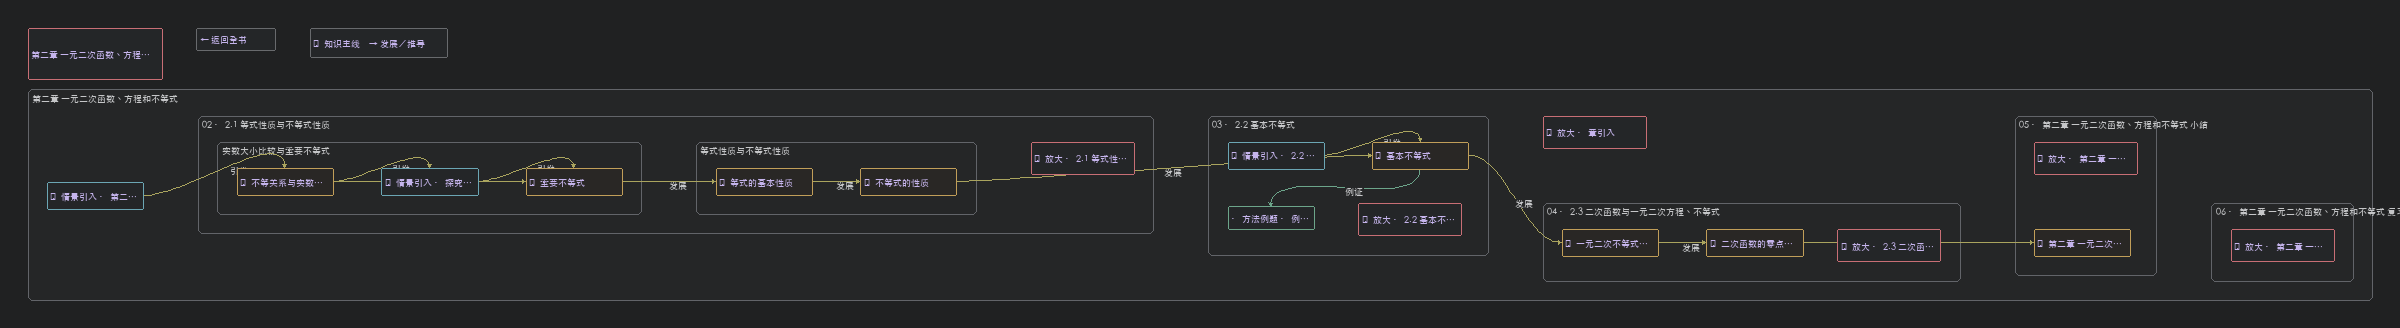 第二章 一元二次函数、方程…
← 返回全书
知识主线 → 发展／推导
第二章 一元二次函数、方程和不等式
02 · 2.1 等式性质与不等式性质
实数大小比较与重要不等式
情景引入 · 第二…
不等关系与实数…
情景引入 · 探究…
重要不等式
发展
等式性质与不等式性质
等式的基本性质
发展
不等式的性质
放大 · 2.1 等式性…
发展
03 · 2.2 基本不等式
情景引入 · 2.2 …
基本不等式
例证
· 方法例题 · 例…
放大 · 2.2 基本不…
发展
放大 · 章引入
04 · 2.3 二次函数与一元二次方程、不等式
一元二次不等式…
发展
二次函数的零点…
放大 · 2.3 二次函…
05 · 第二章 一元二次函数、方程和不等式 小结
放大 · 第二章 一…
第二章 一元二次…
06 · 第二章 一元二次函数、方程和不等式 复
放大 · 第二章 一…